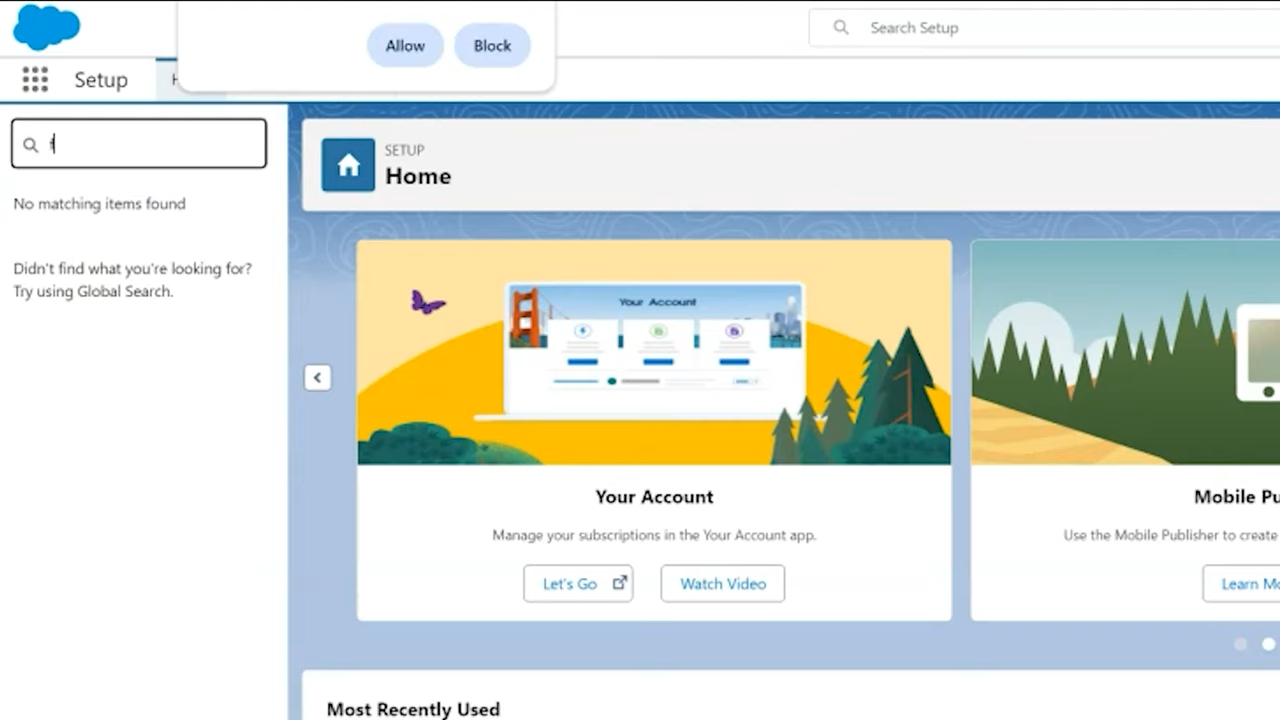 Allow Block
Search Setup
Setup
Home
No matching items found
SETUP
Didn't find what you're looking for?
Try using Global Search.
Your Account
Your Account
Manage your subscriptions in the Your Account app.
Let's Go Watch Video
Mobile Pu
Use the Mobile Publisher to create
Learn Mo
Most Recently Used